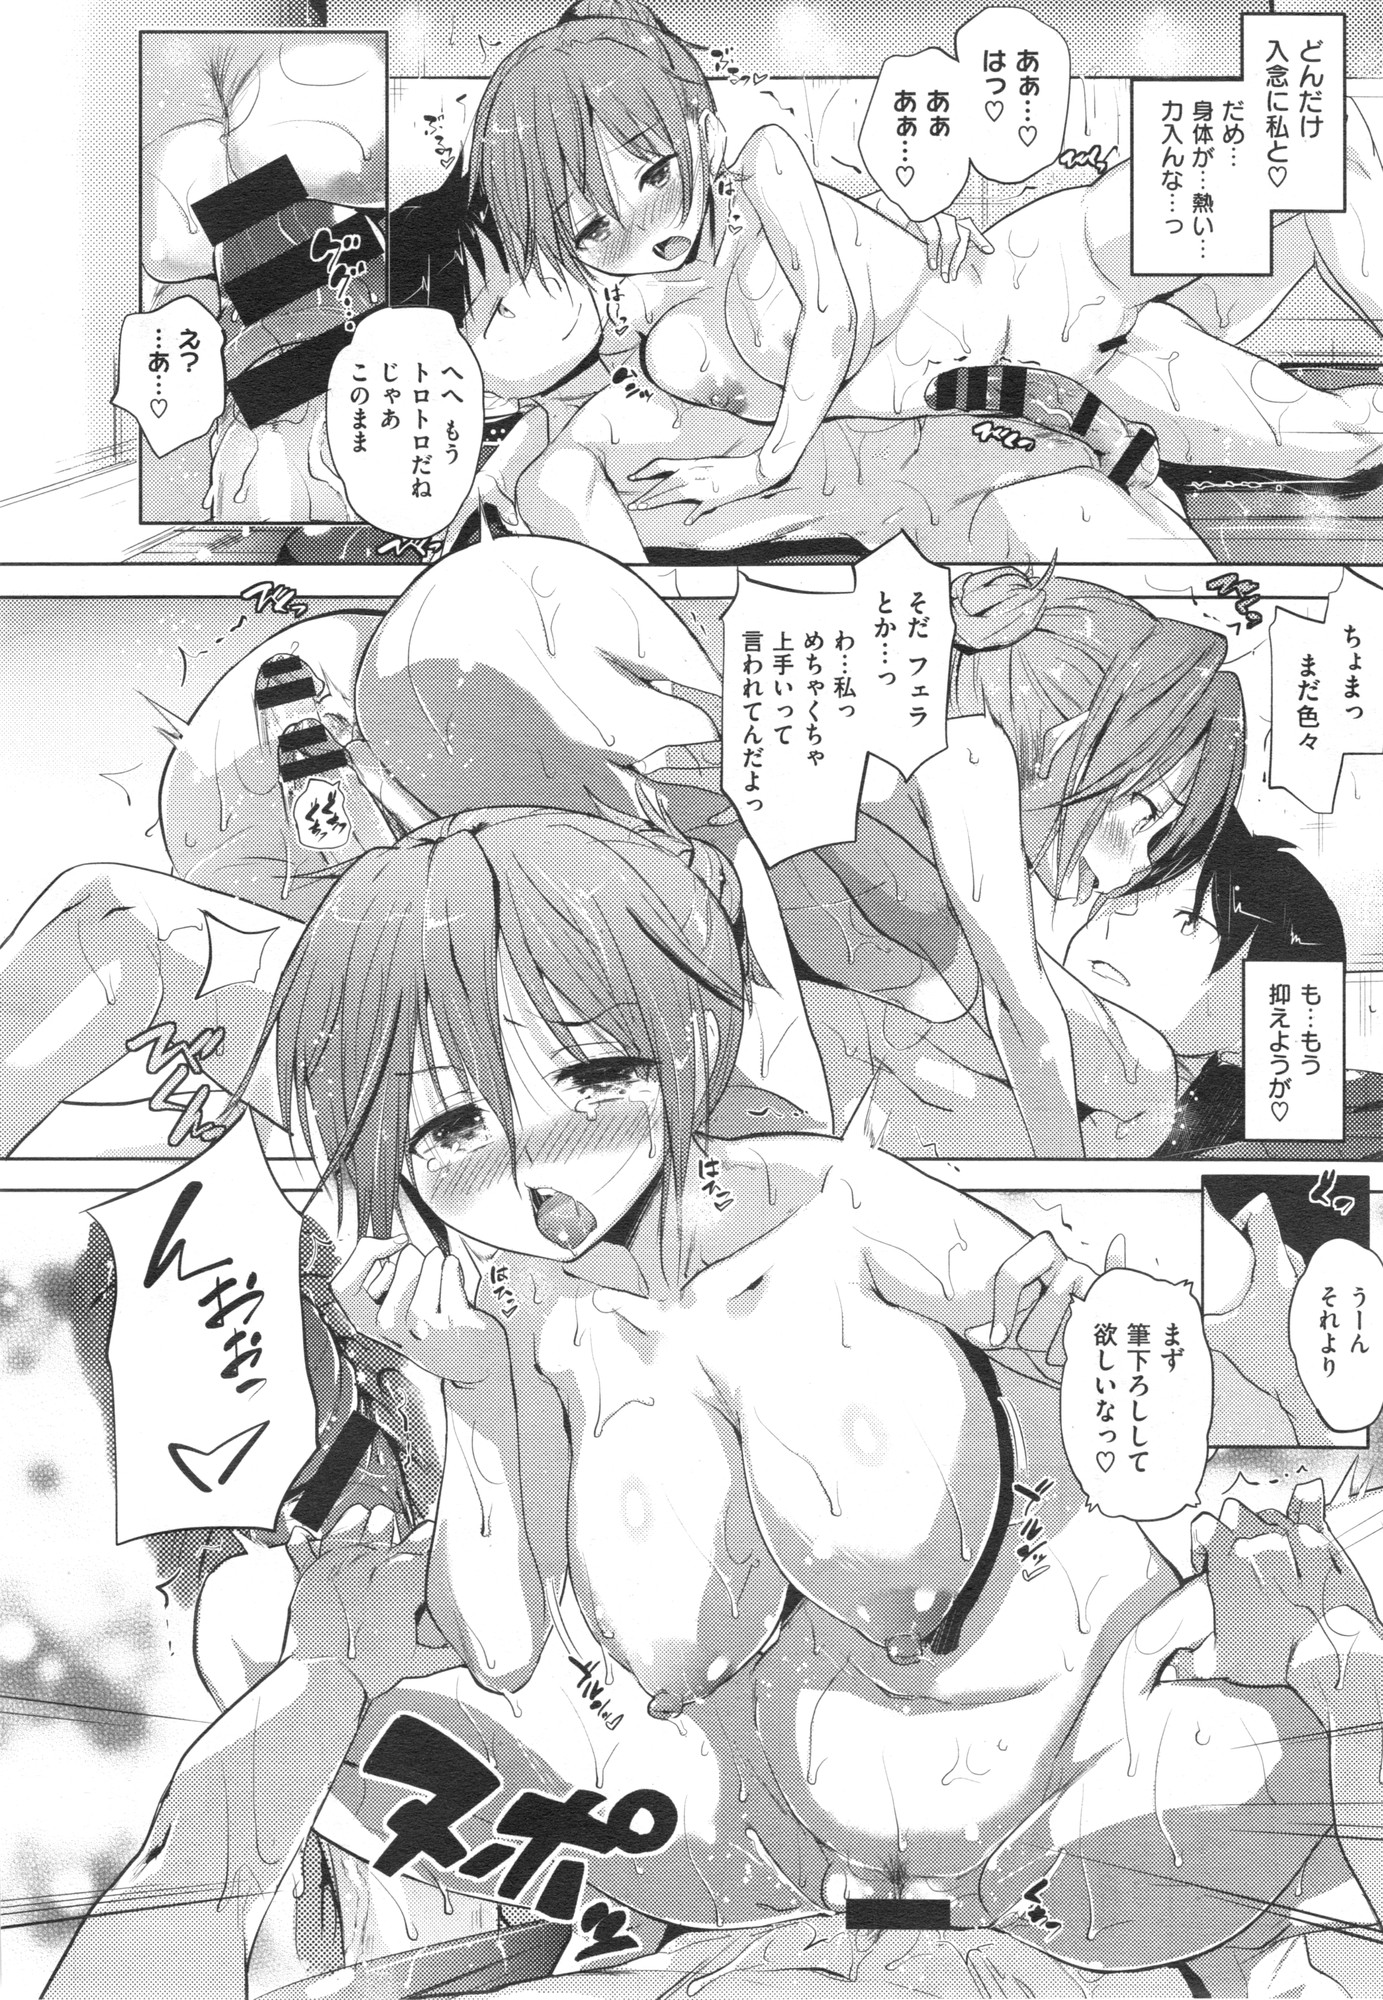 どんだけ
入念に私と♡
だめ…
身体が…熱い…
力入んな…っ
あぁ…♡
はっ♡
ああ
ああ…♡
へへ もう
トロトロだね
じゃあ
このまま
え?
…あ…♡
ちょまっ
まだ色々
そだ フェラ
とか…っ
わ…私っ
めちゃくちゃ
上手いって
言われてんだよっ
も…もう
抑えようが♡
うーん
それより
まず
筆下ろしして
欲しいなっ♡
んおおっ♡
ヌポッ